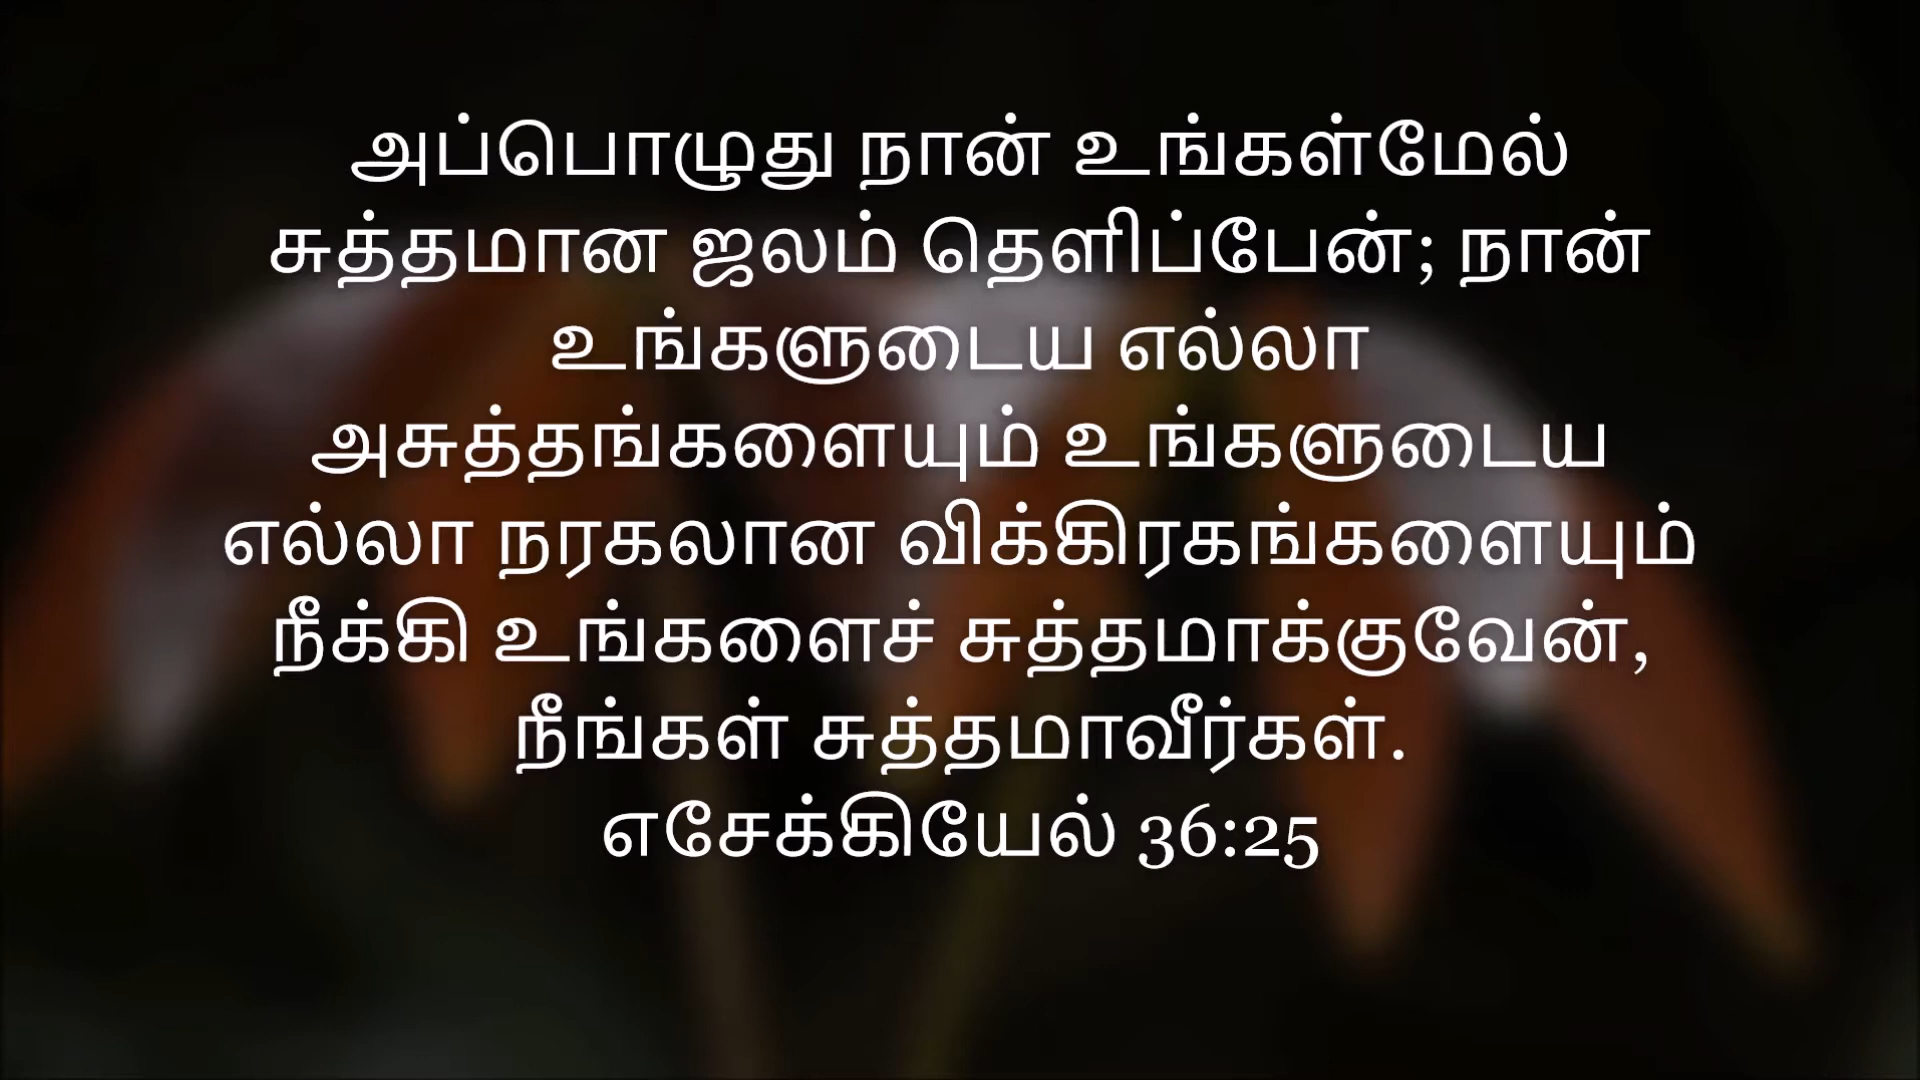 அப்பொழுது நான் உங்கள்மேல்
சுத்தமான ஜலம் தெளிப்பேன்; நான்
உங்களுடைய எல்லா
அசுத்தங்களையும் உங்களுடைய
எல்லா நரகலான விக்கிரகங்களையும்
நீக்கி உங்களைச் சுத்தமாக்குவேன்,
நீங்கள் சுத்தமாவீர்கள்.
எசேக்கியேல் 36:25